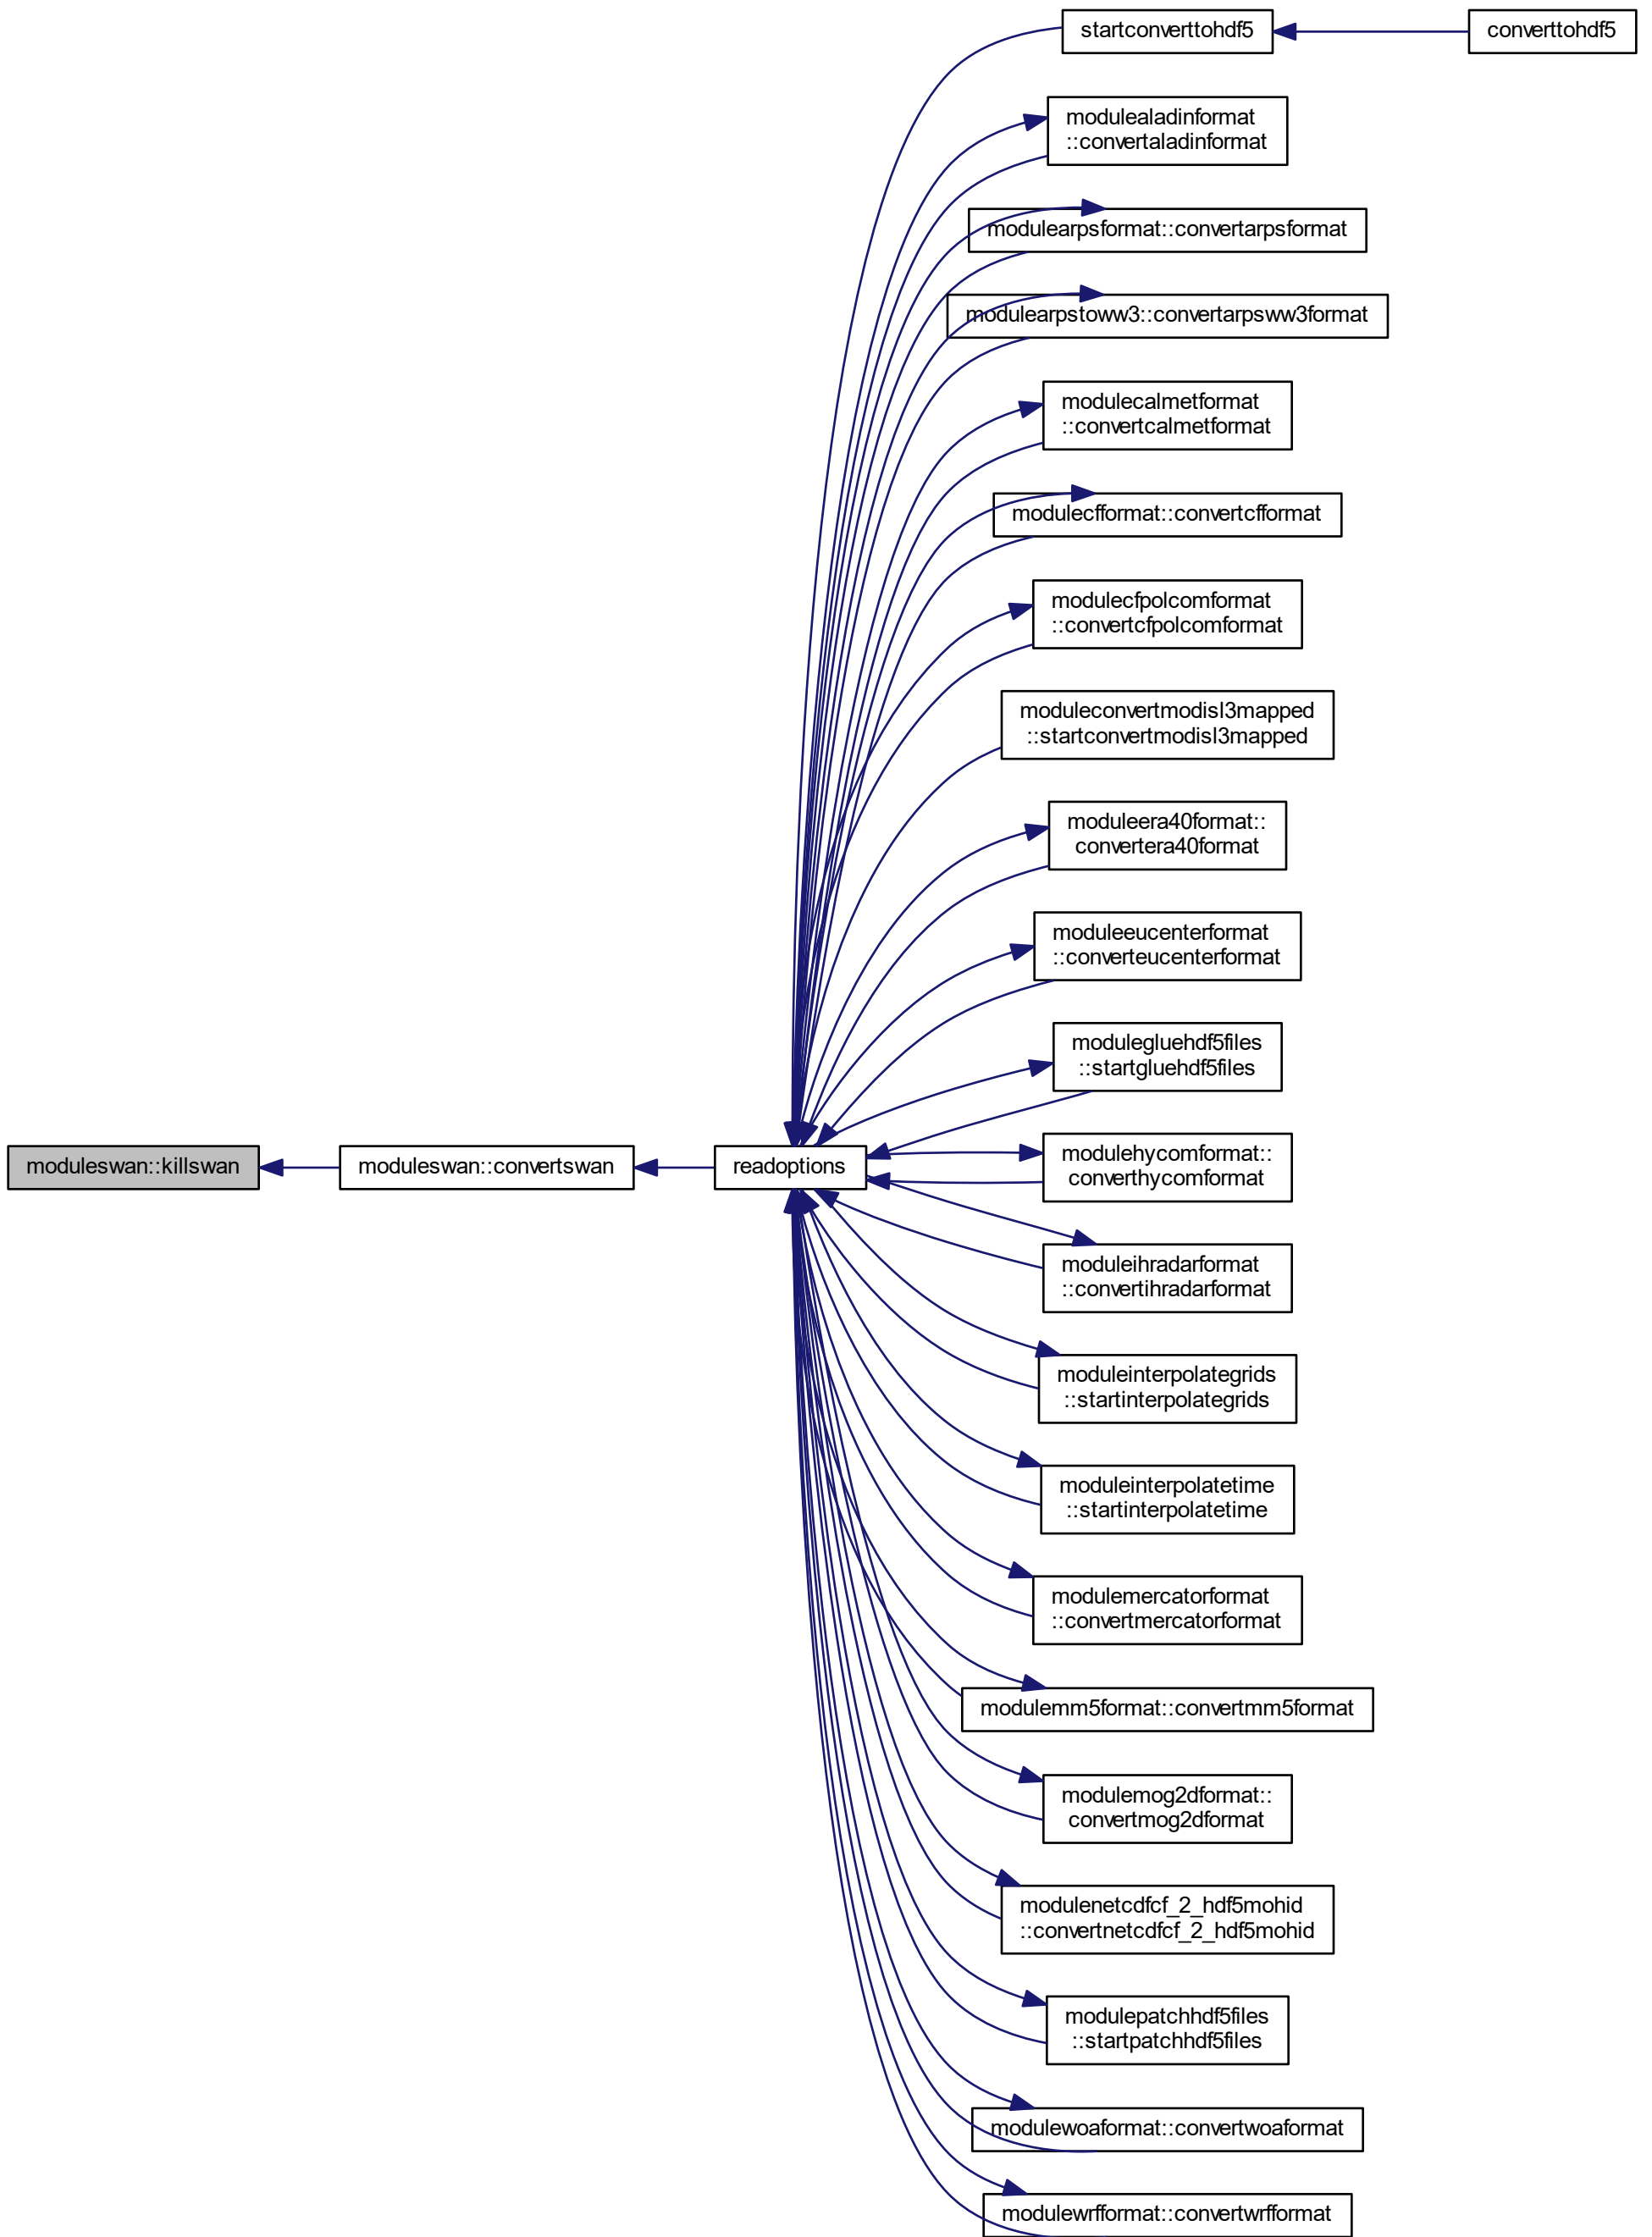 startconverttohdf5
converttohdf5
modulealadinformat
::convertaladinformat
modulearpsformat::convertarpsformat
modulearpstoww3::convertarpsww3format
modulecalmetformat
::convertcalmetformat
modulecfformat::convertcfformat
modulecfpolcomformat
::convertcfpolcomformat
moduleconvertmodisl3mapped
::startconvertmodisl3mapped
moduleera40format::
convertera40format
moduleeucenterformat
::converteucenterformat
modulegluehdf5files
::startgluehdf5files
moduleswan::killswan
moduleswan::convertswan
readoptions
modulehycomformat::
converthycomformat
moduleihradarformat
::convertihradarformat
moduleinterpolategrids
::startinterpolategrids
moduleinterpolatetime
::startinterpolatetime
modulemercatorformat
::convertmercatorformat
modulemm5format::convertmm5format
modulemog2dformat::
convertmog2dformat
modulenetcdfcf_2_hdf5mohid
::convertnetcdfcf_2_hdf5mohid
modulepatchhdf5files
::startpatchhdf5files
modulewoaformat::convertwoaformat
modulewrfformat::convertwrfformat